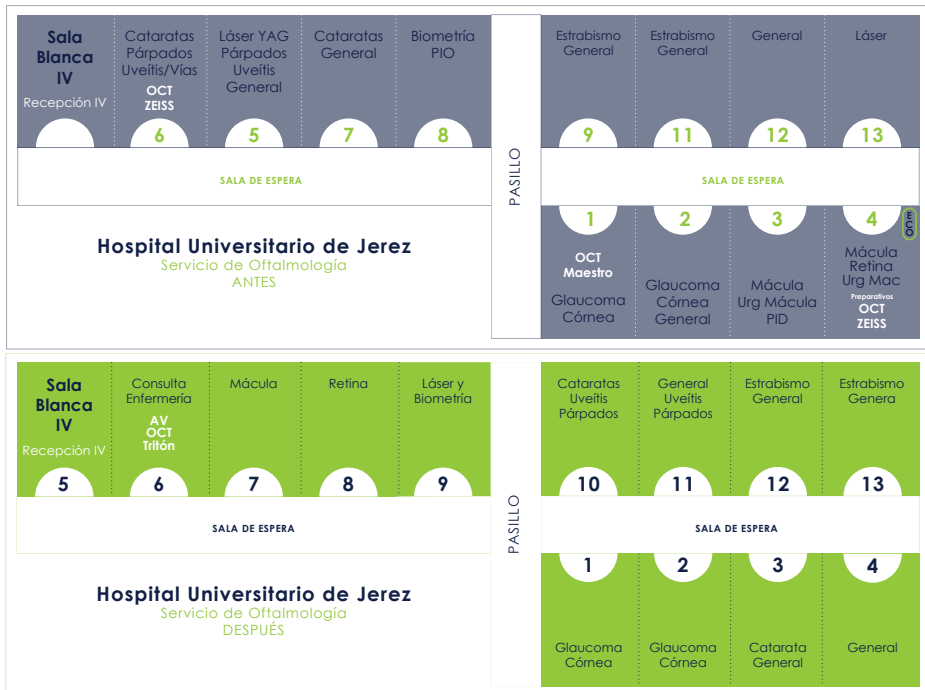 Sala
Blanca
IV
Recepción IV
Cataratas
Párpados
Uveítis/Vías
OCT
ZEISS
6
Láser YAG
Párpados
Uveítis
General
5
Cataratas
General
7
Biometría
PIO
8
SALA DE ESPERA
Hospital Universitario de Jerez
Servicio de Oftalmología
ANTES
PASILLO
Estrabismo
General
9
Estrabismo
General
11
General
12
Láser
13
SALA DE ESPERA
1
OCT
Maestro
Glaucoma
Córnea
2
Glaucoma
Córnea
General
3
Mácula
Urg Mácula
PID
4
ECO
Mácula
Retina
Urg Mac
Preparativos
OCT
ZEISS
Sala
Blanca
IV
Recepción IV
5
Consulta
Enfermería
AV
OCT
Tritón
6
Mácula
7
Retina
8
Láser y
Biometría
9
SALA DE ESPERA
Hospital Universitario de Jerez
Servicio de Oftalmología
DESPUÉS
PASILLO
Cataratas
Uveítis
Párpados
10
General
Uveítis
Párpados
11
Estrabismo
General
12
Estrabismo
Genera
13
SALA DE ESPERA
1
Glaucoma
Córnea
2
Glaucoma
Córnea
3
Catarata
General
4
General